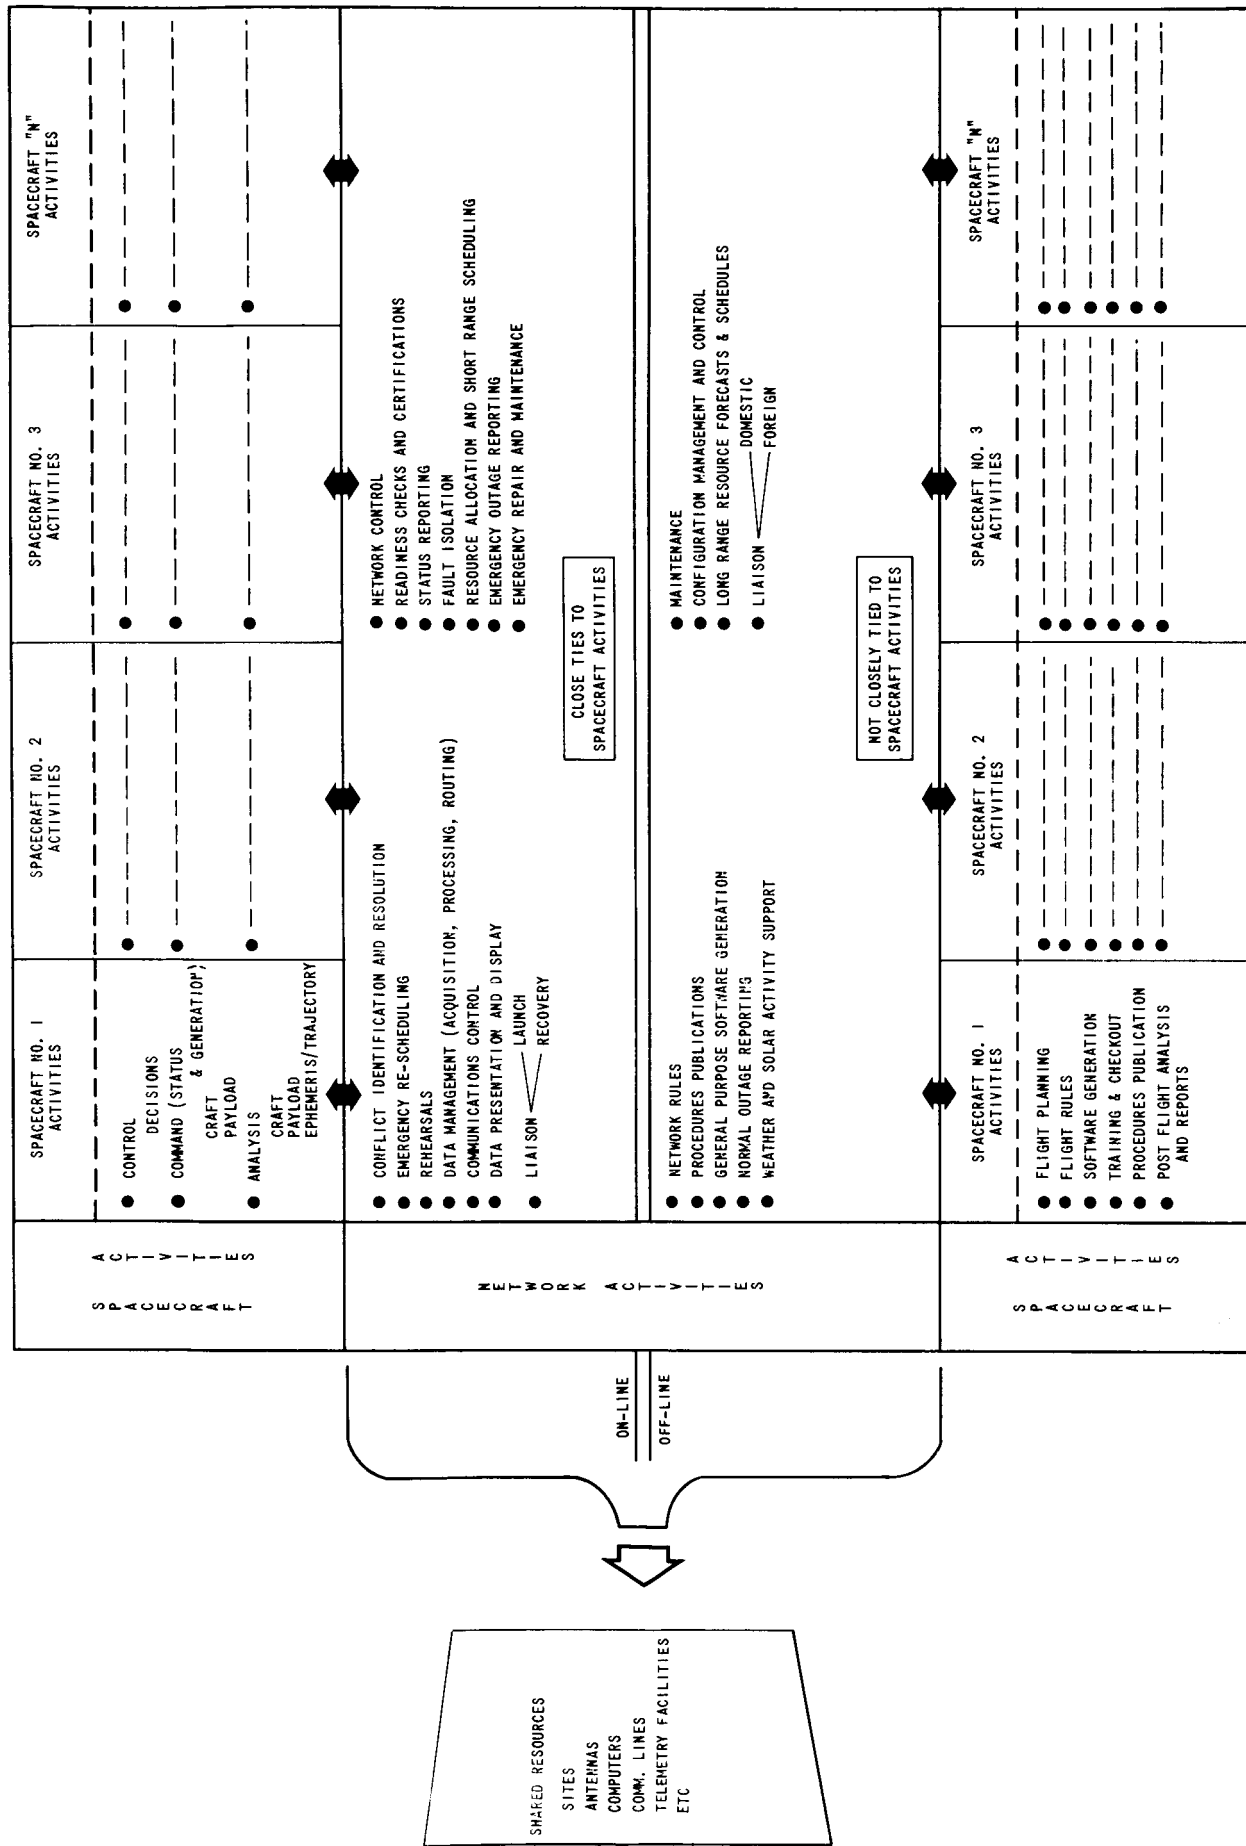 SHARED RESOURCES
SITES
ANTENNAS
COMPUTERS
COMM. LINES
TELEMETRY FACILITIES
ETC
ON-LINE
OFF-LINE
SPACECRAFT
ACTIVITIES
SPACECRAFT NO. 1
ACTIVITIES
● CONTROL
DECISIONS
● COMMAND (STATUS
& GENERATION)
CRAFT
PAYLOAD
● ANALYSIS
CRAFT
PAYLOAD
EPHEMERIS/TRAJECTORY
SPACECRAFT NO. 2
ACTIVITIES
SPACECRAFT NO. 3
ACTIVITIES
SPACECRAFT "N"
ACTIVITIES
NETWORK
ACTIVITIES
● CONFLICT IDENTIFICATION AND RESOLUTION
● EMERGENCY RE-SCHEDULING
● REHEARSALS
● DATA MANAGEMENT (ACQUISITION, PROCESSING, ROUTING)
● COMMUNICATIONS CONTROL
● DATA PRESENTATION AND DISPLAY
● LIAISON
LAUNCH
RECOVERY
● NETWORK CONTROL
● READINESS CHECKS AND CERTIFICATIONS
● STATUS REPORTING
● FAULT ISOLATION
● RESOURCE ALLOCATION AND SHORT RANGE SCHEDULING
● EMERGENCY OUTAGE REPORTING
● EMERGENCY REPAIR AND MAINTENANCE
CLOSE TIES TO
SPACECRAFT ACTIVITIES
● NETWORK RULES
● PROCEDURES PUBLICATIONS
● GENERAL PURPOSE SOFTWARE GENERATION
● NORMAL OUTAGE REPORTING
● WEATHER AND SOLAR ACTIVITY SUPPORT
● MAINTENANCE
● CONFIGURATION MANAGEMENT AND CONTROL
● LONG RANGE RESOURCE FORECASTS & SCHEDULES
● LIAISON
DOMESTIC
FOREIGN
NOT CLOSELY TIED TO
SPACECRAFT ACTIVITIES
SPACECRAFT
ACTIVITIES
SPACECRAFT NO. 1
ACTIVITIES
● FLIGHT PLANNING
● FLIGHT RULES
● SOFTWARE GENERATION
● TRAINING & CHECKOUT
● PROCEDURES PUBLICATION
● POST FLIGHT ANALYSIS
AND REPORTS
SPACECRAFT NO. 2
ACTIVITIES
SPACECRAFT NO. 3
ACTIVITIES
SPACECRAFT "N"
ACTIVITIES